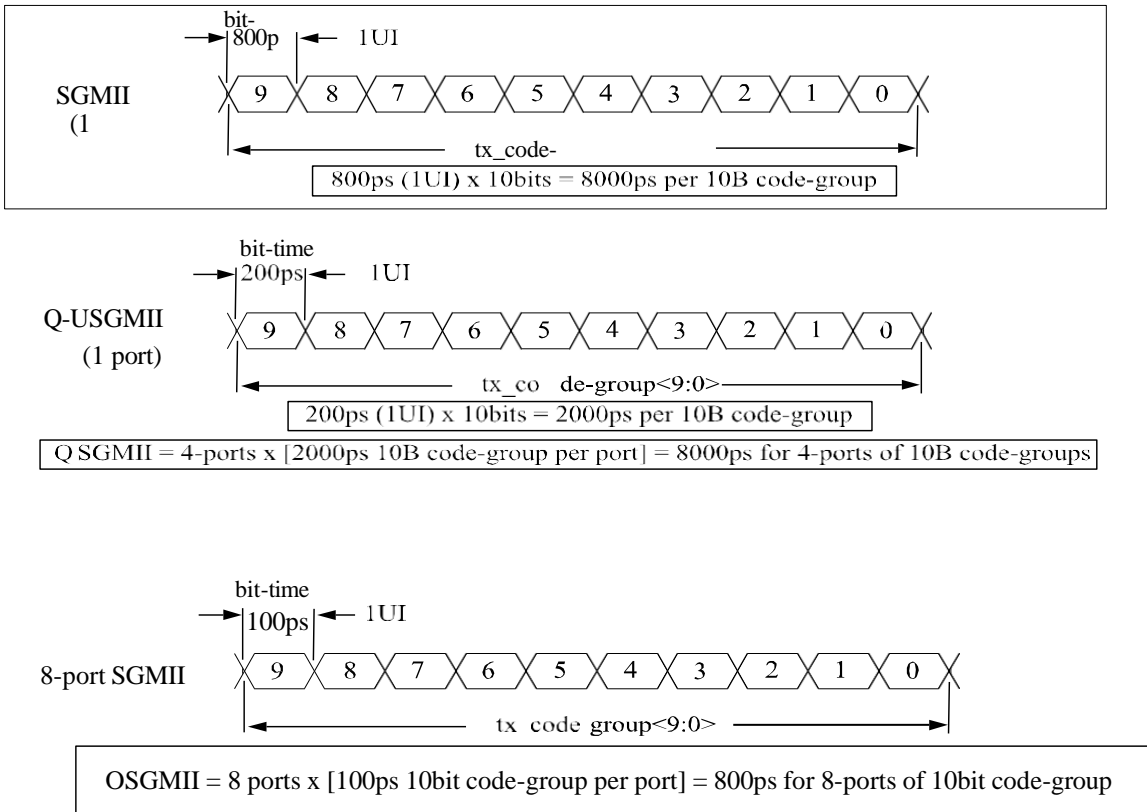 bit-
800p 1UI
SGMII
(1
9 8 7 6 5 4 3 2 1 0
tx_code-
800ps (1UI) x 10bits = 8000ps per 10B code-group
bit-time
200ps 1UI
Q-USGMII
(1 port)
9 8 7 6 5 4 3 2 1 0
tx_co de-group<9:0>
200ps (1UI) x 10bits = 2000ps per 10B code-group
Q SGMII = 4-ports x [2000ps 10B code-group per port] = 8000ps for 4-ports of 10B code-groups
bit-time
100ps 1UI
8-port SGMII
9 8 7 6 5 4 3 2 1 0
tx code group<9:0>
OSGMII = 8 ports x [100ps 10bit code-group per port] = 800ps for 8-ports of 10bit code-group